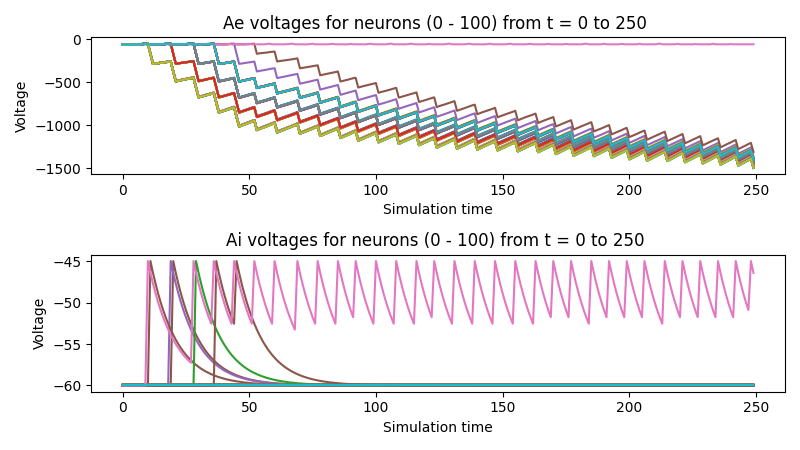 Ae voltages for neurons (0 - 100) from t = 0 to 250
0
−500
−1000
−1500
Voltage
0 50 100 150 200 250
Simulation time
Ai voltages for neurons (0 - 100) from t = 0 to 250
−45
−50
−55
−60
Voltage
0 50 100 150 200 250
Simulation time